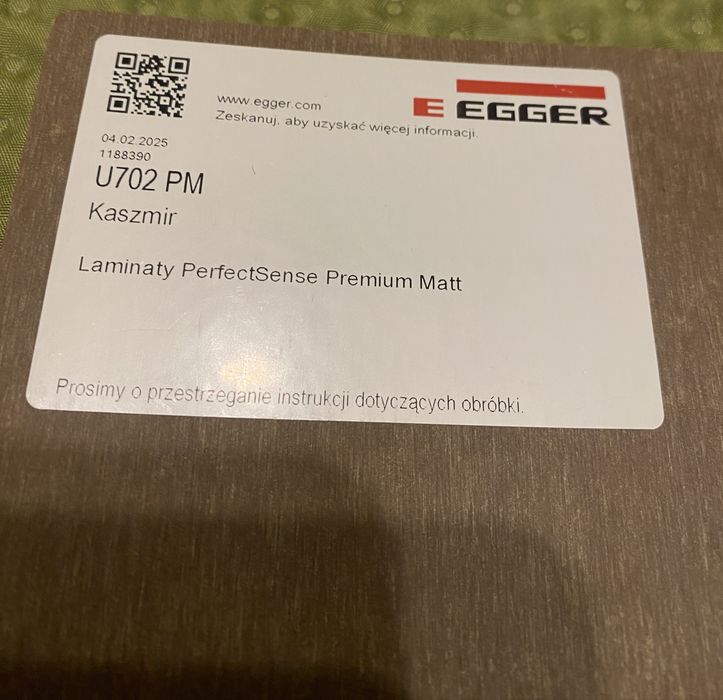 www.egger.com
Zeskanuj, aby uzyskać więcej informacji.
E EGGER
04.02.2025
1188390
U702 PM
Kaszmir
Laminaty PerfectSense Premium Matt
Prosimy o przestrzeganie instrukcji dotyczących obróbki.